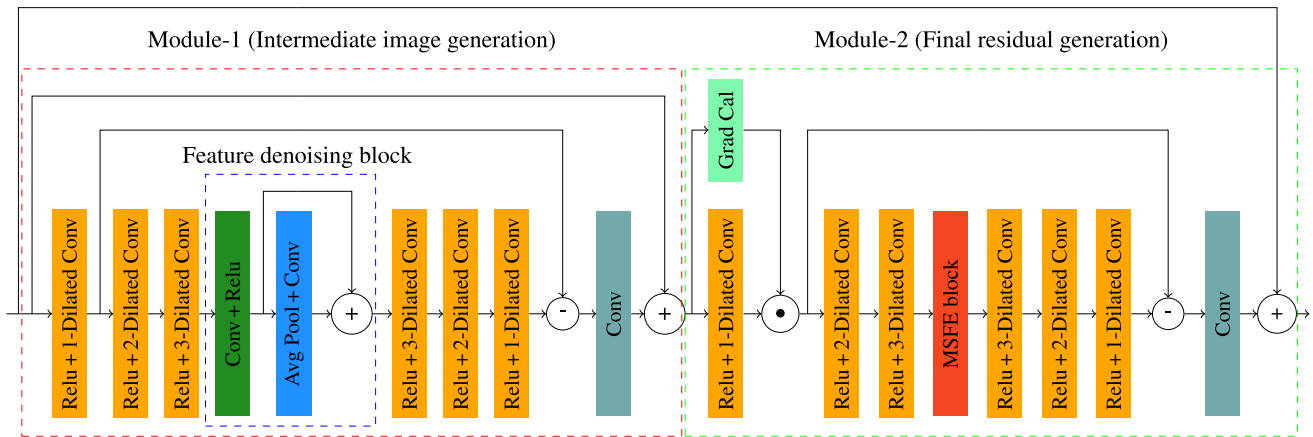 Module-1 (Intermediate image generation)
Module-2 (Final residual generation)
Feature denoising block
Relu + 1-Dilated Conv
Relu + 2-Dilated Conv
Relu + 3-Dilated Conv
Conv + Relu
Avg Pool + Conv
+
Relu + 3-Dilated Conv
Relu + 2-Dilated Conv
Relu + 1-Dilated Conv
-
Conv
+
Grad Cal
Relu + 1-Dilated Conv
•
Relu + 2-Dilated Conv
Relu + 3-Dilated Conv
MSFE block
Relu + 3-Dilated Conv
Relu + 2-Dilated Conv
Relu + 1-Dilated Conv
-
Conv
+